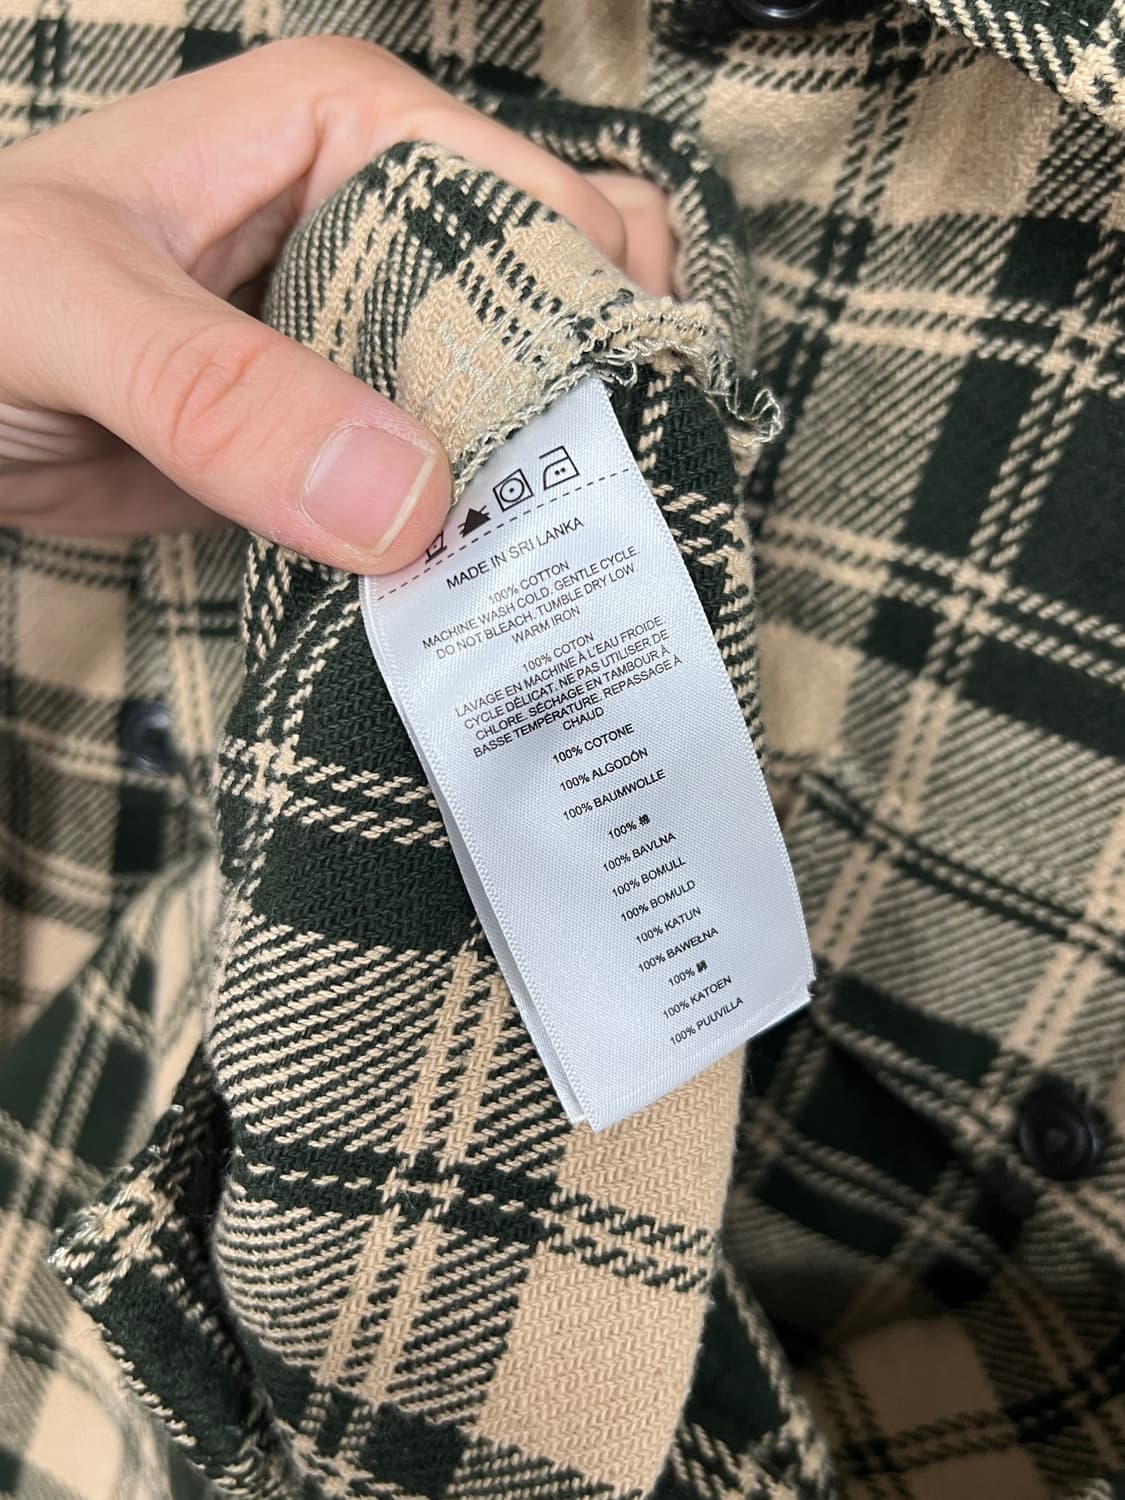 MADE IN SRI LANKA
100% COTTON
MACHINE WASH COLD. GENTLE CYCLE.
DO NOT BLEACH. TUMBLE DRY LOW
WARM IRON
100% COTON
LAVAGE EN MACHINE À L'EAU FROIDE
CYCLE DÉLICAT. NE PAS UTILISER DE
CHLORE. SÉCHAGE EN TAMBOUR À
BASSE TEMPÉRATURE. REPASSAGE À
CHAUD
100% COTONE
100% ALGODÓN
100% BAUMWOLLE
100% 棉
100% BAVLNA
100% BOMULL
100% BOMULD
100% KATUN
100% BAWEŁNA
100% 綿
100% KATOEN
100% PUUVILLA